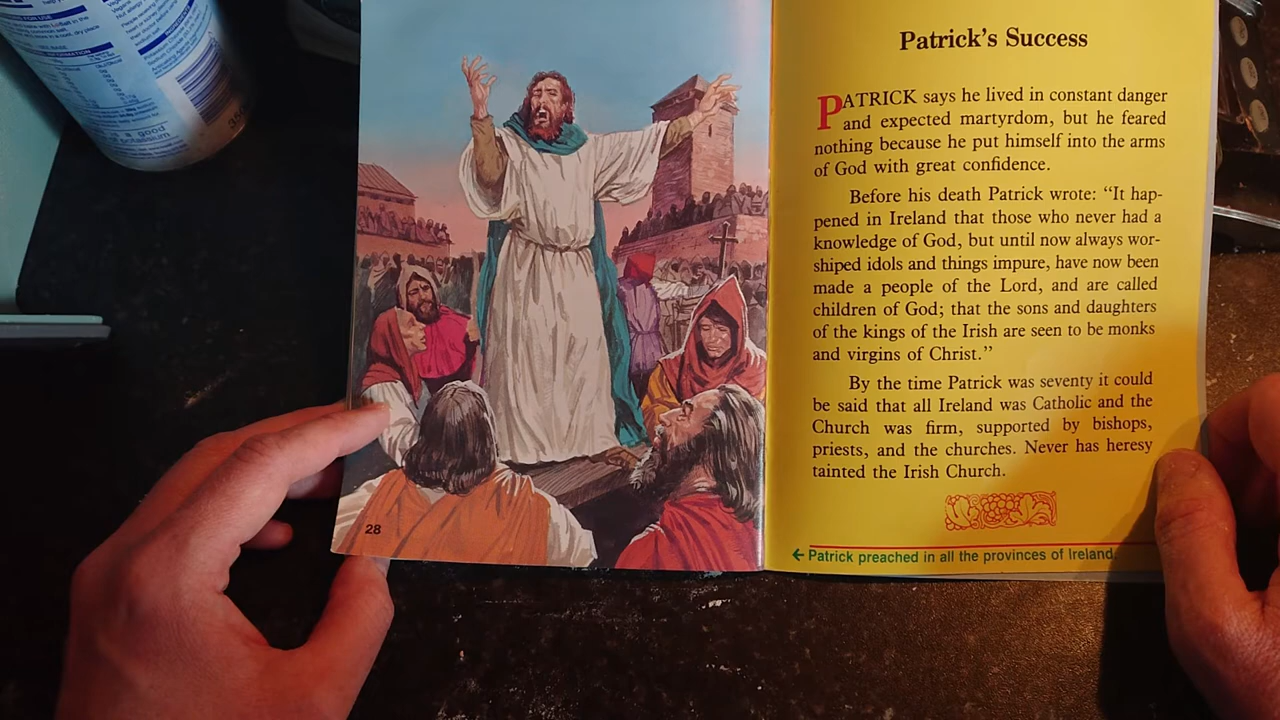 Patrick's Success
PATRICK says he lived in constant danger
and expected martyrdom, but he feared
nothing because he put himself into the arms
of God with great confidence.
Before his death Patrick wrote: “It hap-
pened in Ireland that those who never had a
knowledge of God, but until now always wor-
shiped idols and things impure, have now been
made a people of the Lord, and are called
children of God; that the sons and daughters
of the kings of the Irish are seen to be monks
and virgins of Christ.”
By the time Patrick was seventy it could
be said that all Ireland was Catholic and the
Church was firm, supported by bishops,
priests, and the churches. Never has heresy
tainted the Irish Church.
← Patrick preached in all the provinces of Ireland.
28